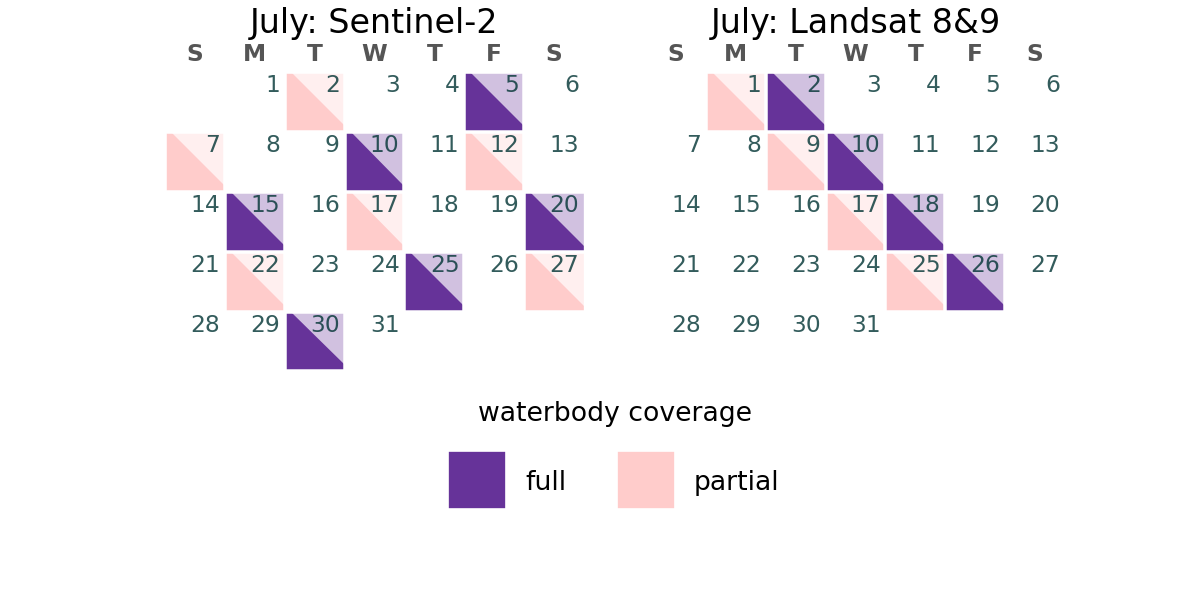 July: Sentinel-2
S M T W T F S
1 2 3 4 5 6
7 8 9 10 11 12 13
14 15 16 17 18 19 20
21 22 23 24 25 26 27
28 29 30 31
July: Landsat 8&9
S M T W T F S
1 2 3 4 5 6
7 8 9 10 11 12 13
14 15 16 17 18 19 20
21 22 23 24 25 26 27
28 29 30 31
waterbody coverage
full partial